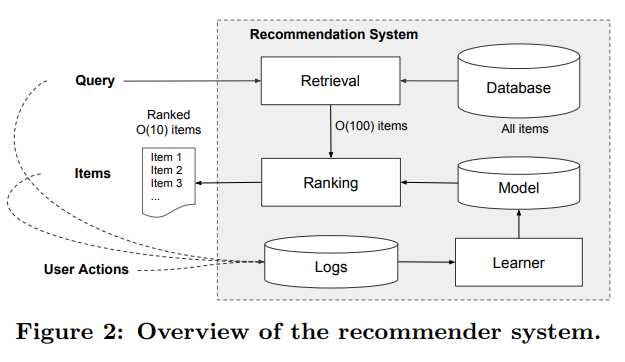 Recommendation System
Query
Retrieval
Database
All items
Ranked
O(10) items
O(100) items
Items
Item 1
Item 2
Item 3
...
Ranking
Model
User Actions
Logs
Learner
Figure 2: Overview of the recommender system.